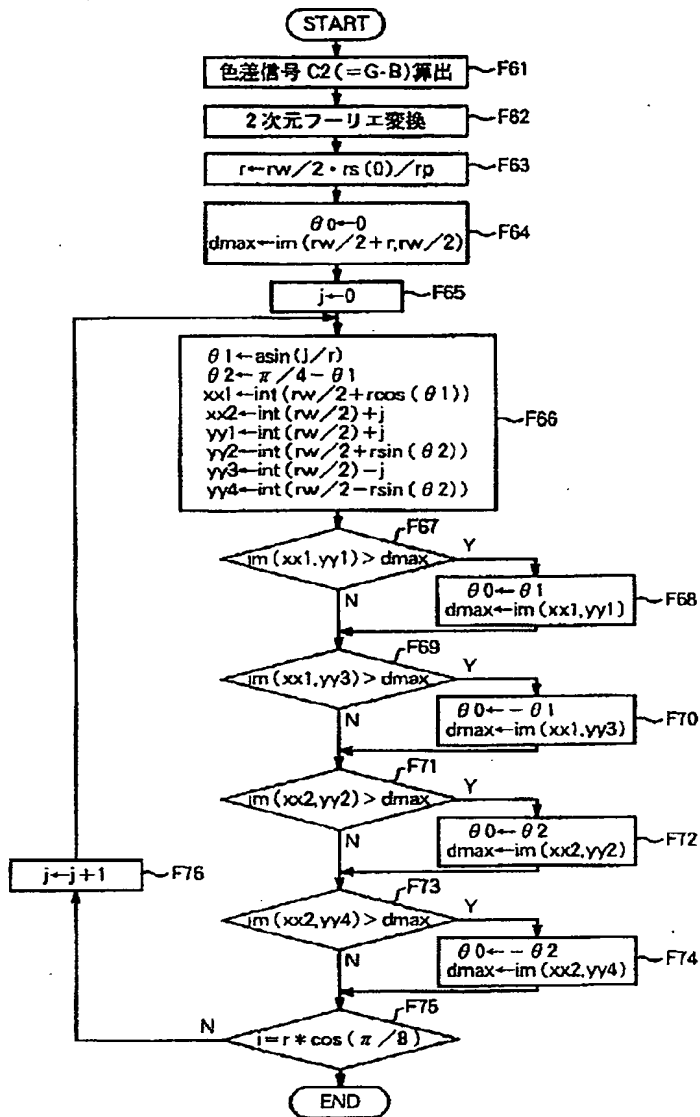 START
色差信号 C2(=G-B)算出
F61
2次元フーリエ変換
F62
r←rw/2・rs(0)/rp
F63
θ0←0
dmax←im(rw/2+r,rw/2)
F64
j←0
F65
θ1←asin(j/r)
θ2←π/4-θ1
xx1←int(rw/2+rcos(θ1))
xx2←int(rw/2)+j
yy1←int(rw/2)+j
yy2←int(rw/2+rsin(θ2))
yy3←int(rw/2)-j
yy4←int(rw/2-rsin(θ2))
F66
F67
im(xx1,yy1)>dmax
Y
N
θ0←θ1
dmax←im(xx1,yy1)
F68
F69
im(xx1,yy3)>dmax
Y
N
θ0←-θ1
dmax←im(xx1,yy3)
F70
F71
im(xx2,yy2)>dmax
Y
N
θ0←θ2
dmax←im(xx2,yy2)
F72
j←j+1
F76
F73
im(xx2,yy4)>dmax
Y
N
θ0←-θ2
dmax←im(xx2,yy4)
F74
F75
N
i=r*cos(π/8)
END